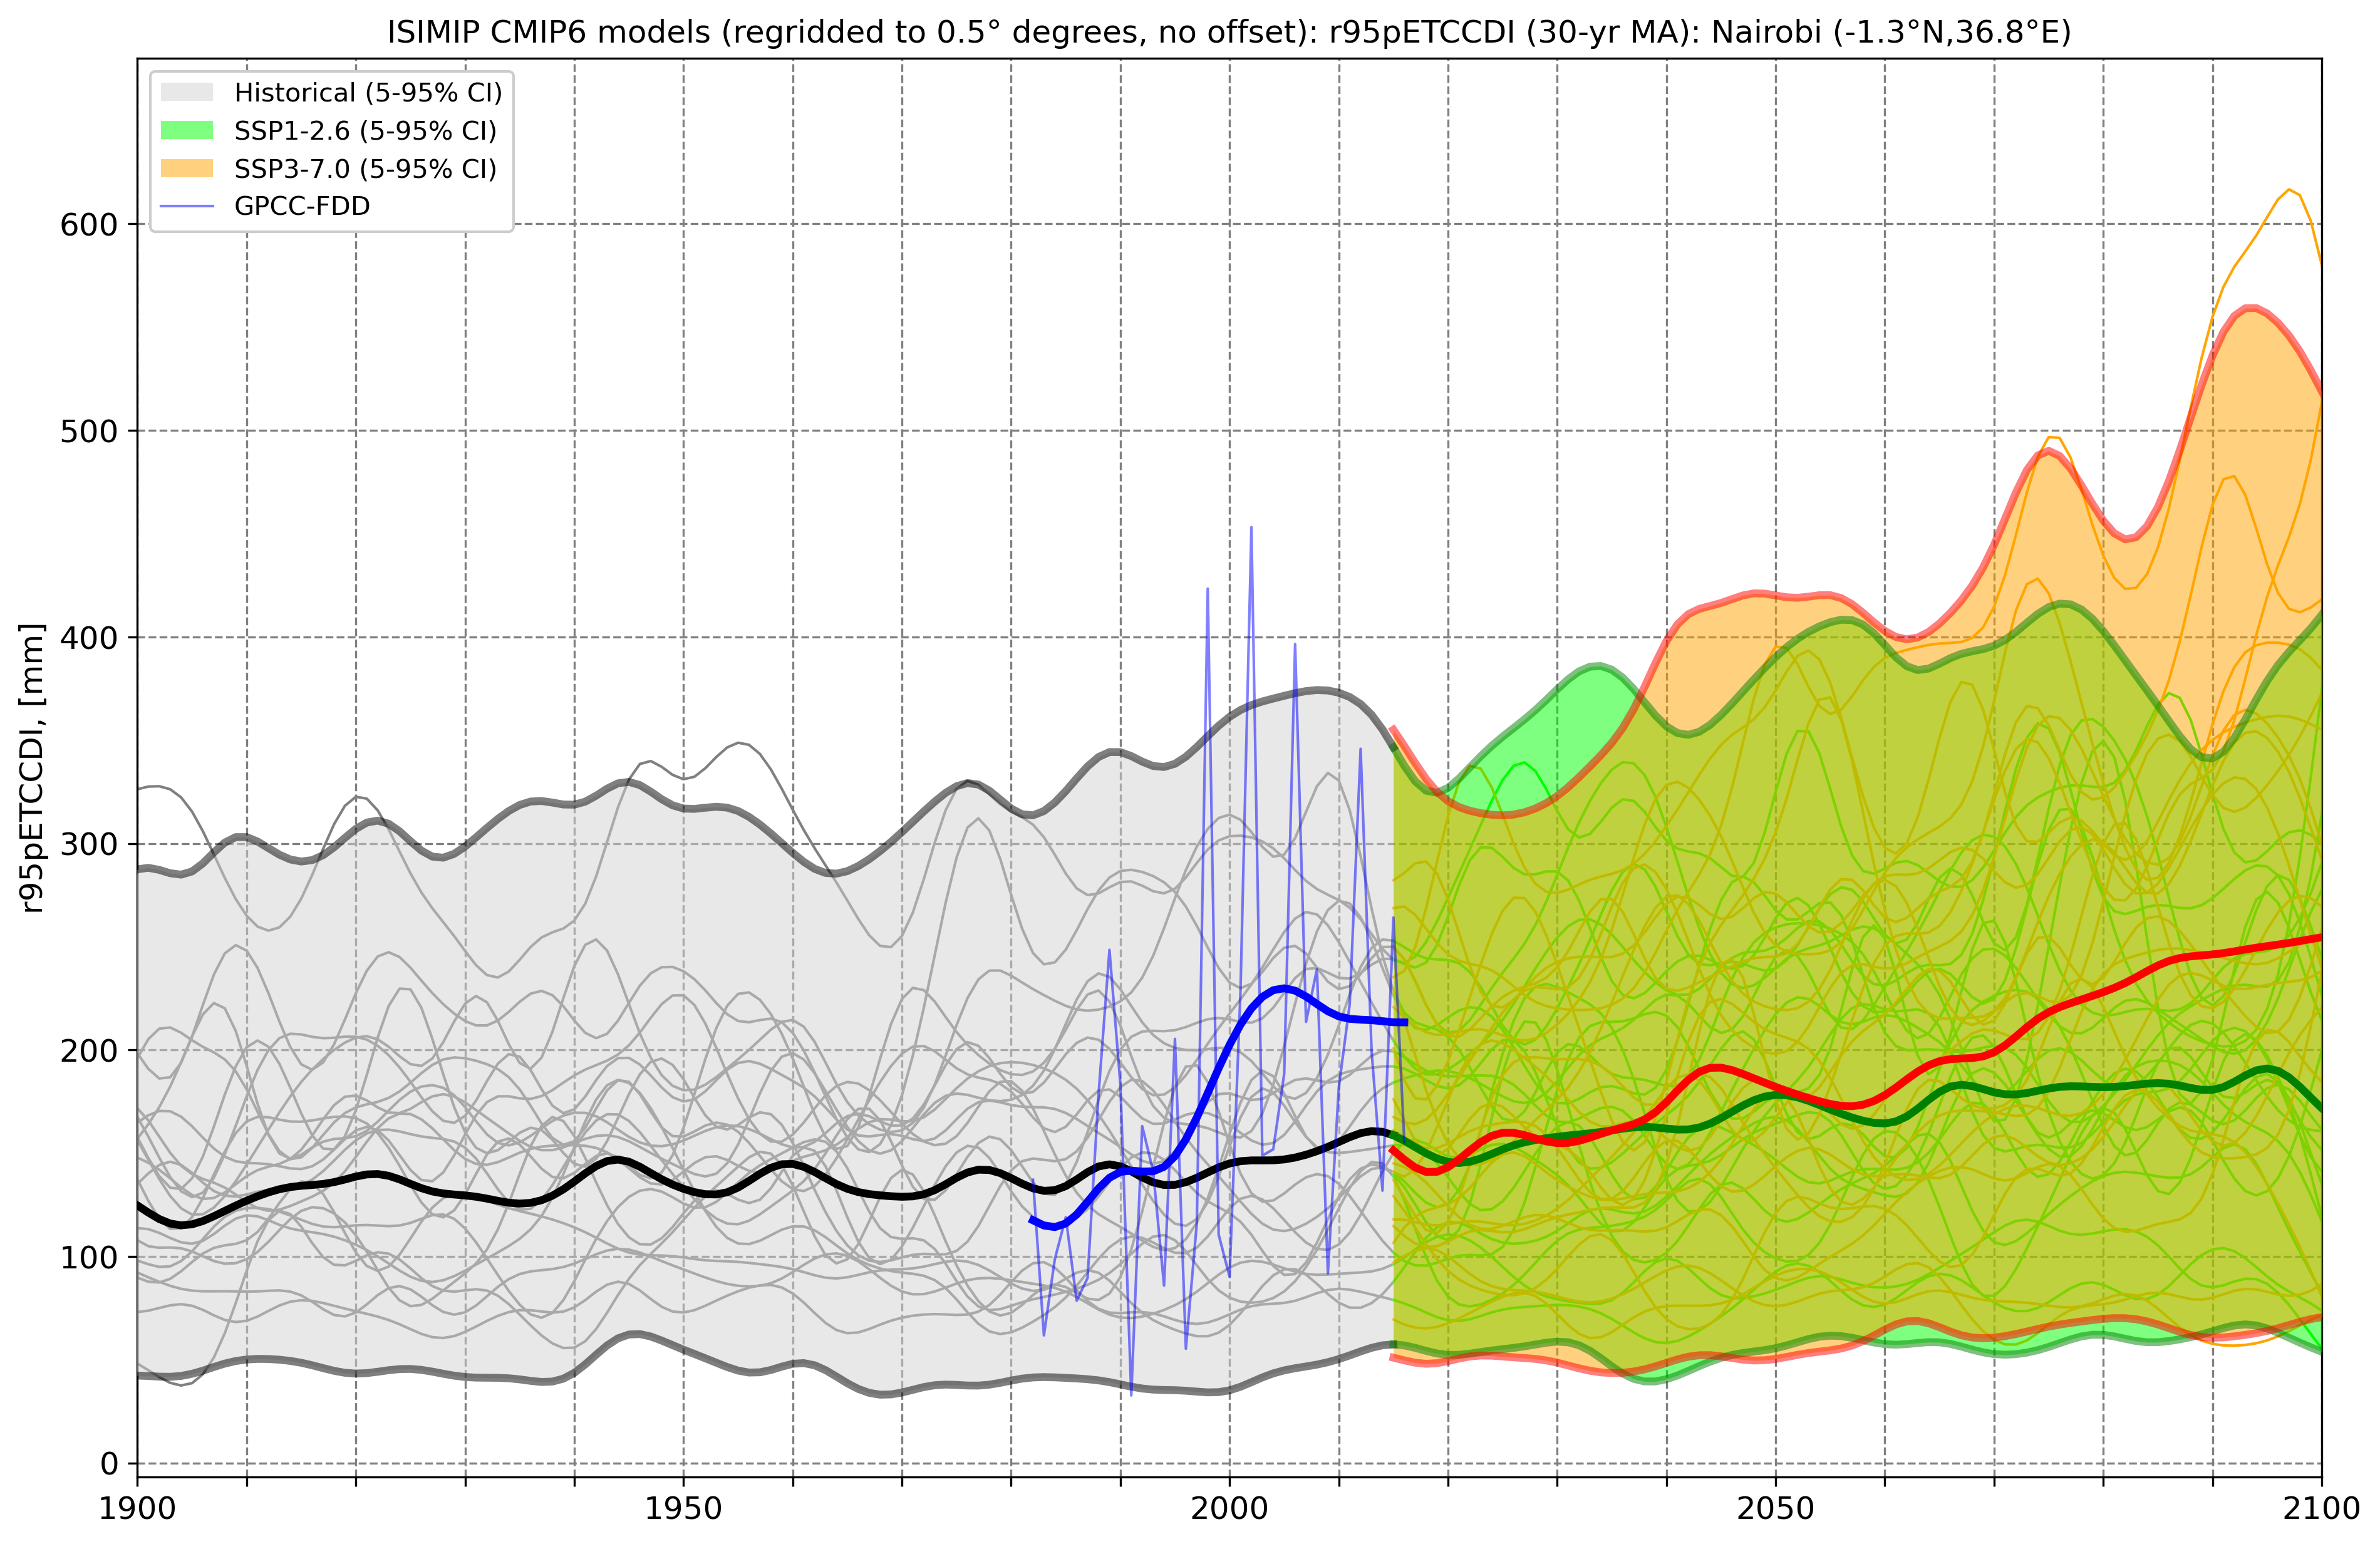 ISIMIP CMIP6 models (regridded to 0.5° degrees, no offset): r95pETCCDI (30-yr MA): Nairobi (-1.3°N,36.8°E)
Historical (5-95% CI)
SSP1-2.6 (5-95% CI)
SSP3-7.0 (5-95% CI)
GPCC-FDD
r95pETCCDI, [mm]
600
500
400
300
200
100
0
1900
1950
2000
2050
2100